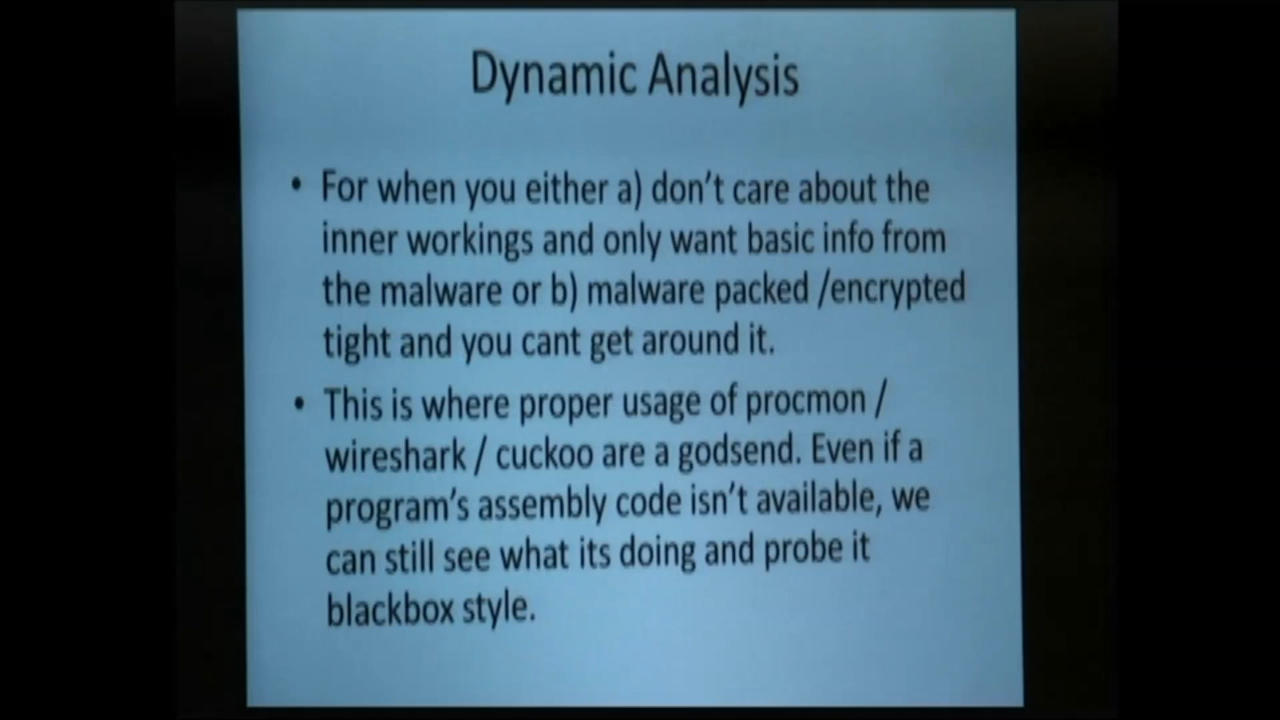 Dynamic Analysis
• For when you either a) don't care about the
inner workings and only want basic info from
the malware or b) malware packed /encrypted
tight and you cant get around it.
• This is where proper usage of procmon /
wireshark / cuckoo are a godsend. Even if a
program's assembly code isn't available, we
can still see what its doing and probe it
blackbox style.